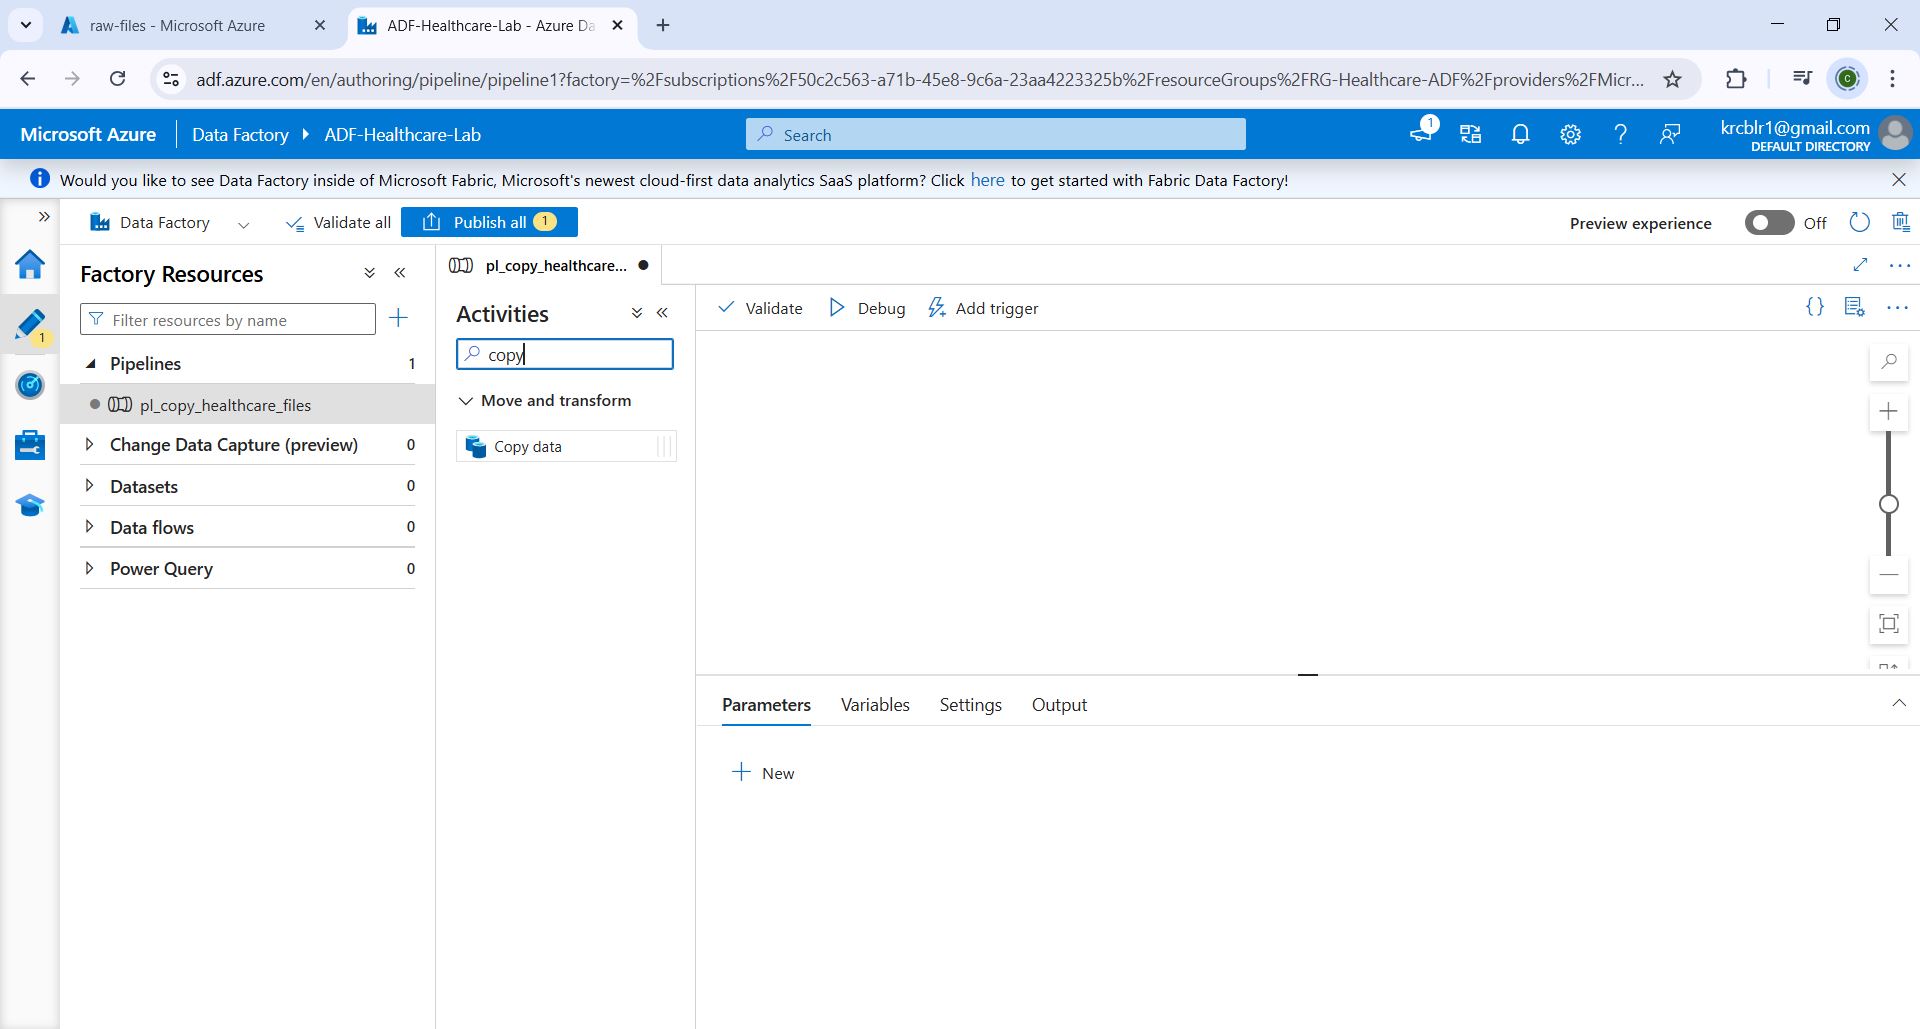 raw-files - Microsoft Azure
ADF-Healthcare-Lab - Azure Da
adf.azure.com/en/authoring/pipeline/pipeline1?factory=%2Fsubscriptions%2F50c2c563-a71b-45e8-9c6a-23aa4223325b%2FresourceGroups%2FRG-Healthcare-ADF%2Fproviders%2FMicr...
C
Microsoft Azure
Data Factory
ADF-Healthcare-Lab
Search
1
krcblr1@gmail.com
DEFAULT DIRECTORY
Would you like to see Data Factory inside of Microsoft Fabric, Microsoft's newest cloud-first data analytics SaaS platform? Click here to get started with Fabric Data Factory!
Data Factory
Validate all
Publish all 1
Preview experience
Off
Factory Resources
pl_copy_healthcare...
Filter resources by name
Activities
Validate
Debug
Add trigger
1
copy
Pipelines 1
pl_copy_healthcare_files
Move and transform
Change Data Capture (preview) 0
Copy data
Datasets 0
Data flows 0
Power Query 0
Parameters
Variables
Settings
Output
New